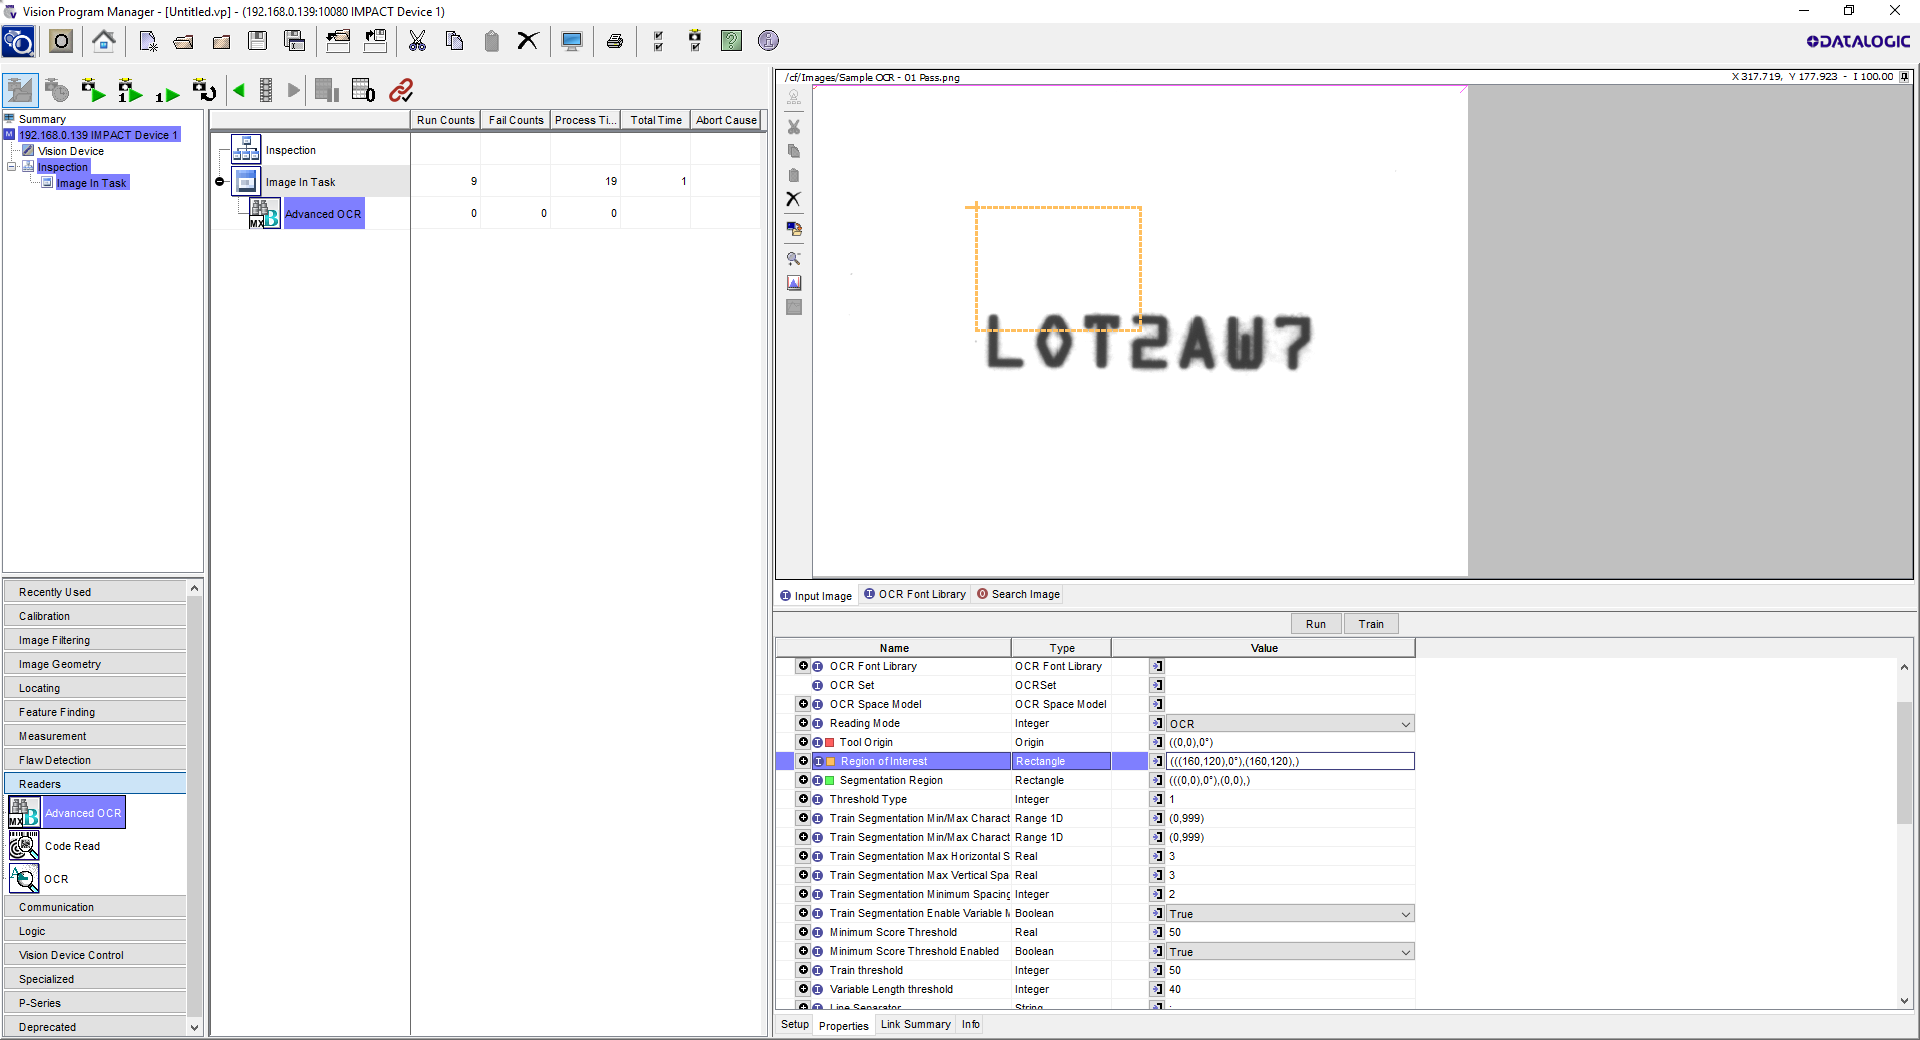 Vision Program Manager - [Untitled.vp] - (192.168.0.139:10080 IMPACT Device 1)
DATALOGIC
Summary
M 192.168.0.139 IMPACT Device 1
Vision Device
Inspection
Image In Task
Run Counts Fail Counts Process Ti... Total Time Abort Cause
Inspection
Image In Task 9 19 1
Advanced OCR 0 0 0
Recently Used
Calibration
Image Filtering
Image Geometry
Locating
Feature Finding
Measurement
Flaw Detection
Readers
Advanced OCR
Code Read
OCR
Communication
Logic
Vision Device Control
Specialized
P-Series
Deprecated
/cf/Images/Sample OCR - 01 Pass.png X 317.719, Y 177.923 - I 100.00
LOT2AW7
Input Image OCR Font Library Search Image
Run Train
Name Type Value
OCR Font Library OCR Font Library
OCR Set OCRSet
OCR Space Model OCR Space Model
Reading Mode Integer OCR
Tool Origin Origin ((0,0),0°)
Region of Interest Rectangle (((160,120),0°),(160,120),)
Segmentation Region Rectangle (((0,0),0°),(0,0),)
Threshold Type Integer 1
Train Segmentation Min/Max Charact Range 1D (0,999)
Train Segmentation Min/Max Charact Range 1D (0,999)
Train Segmentation Max Horizontal S Real 3
Train Segmentation Max Vertical Spa Real 3
Train Segmentation Minimum Spacing Integer 2
Train Segmentation Enable Variable M Boolean True
Minimum Score Threshold Real 50
Minimum Score Threshold Enabled Boolean True
Train threshold Integer 50
Variable Length threshold Integer 40
Line Separator String ;
Setup Properties Link Summary Info